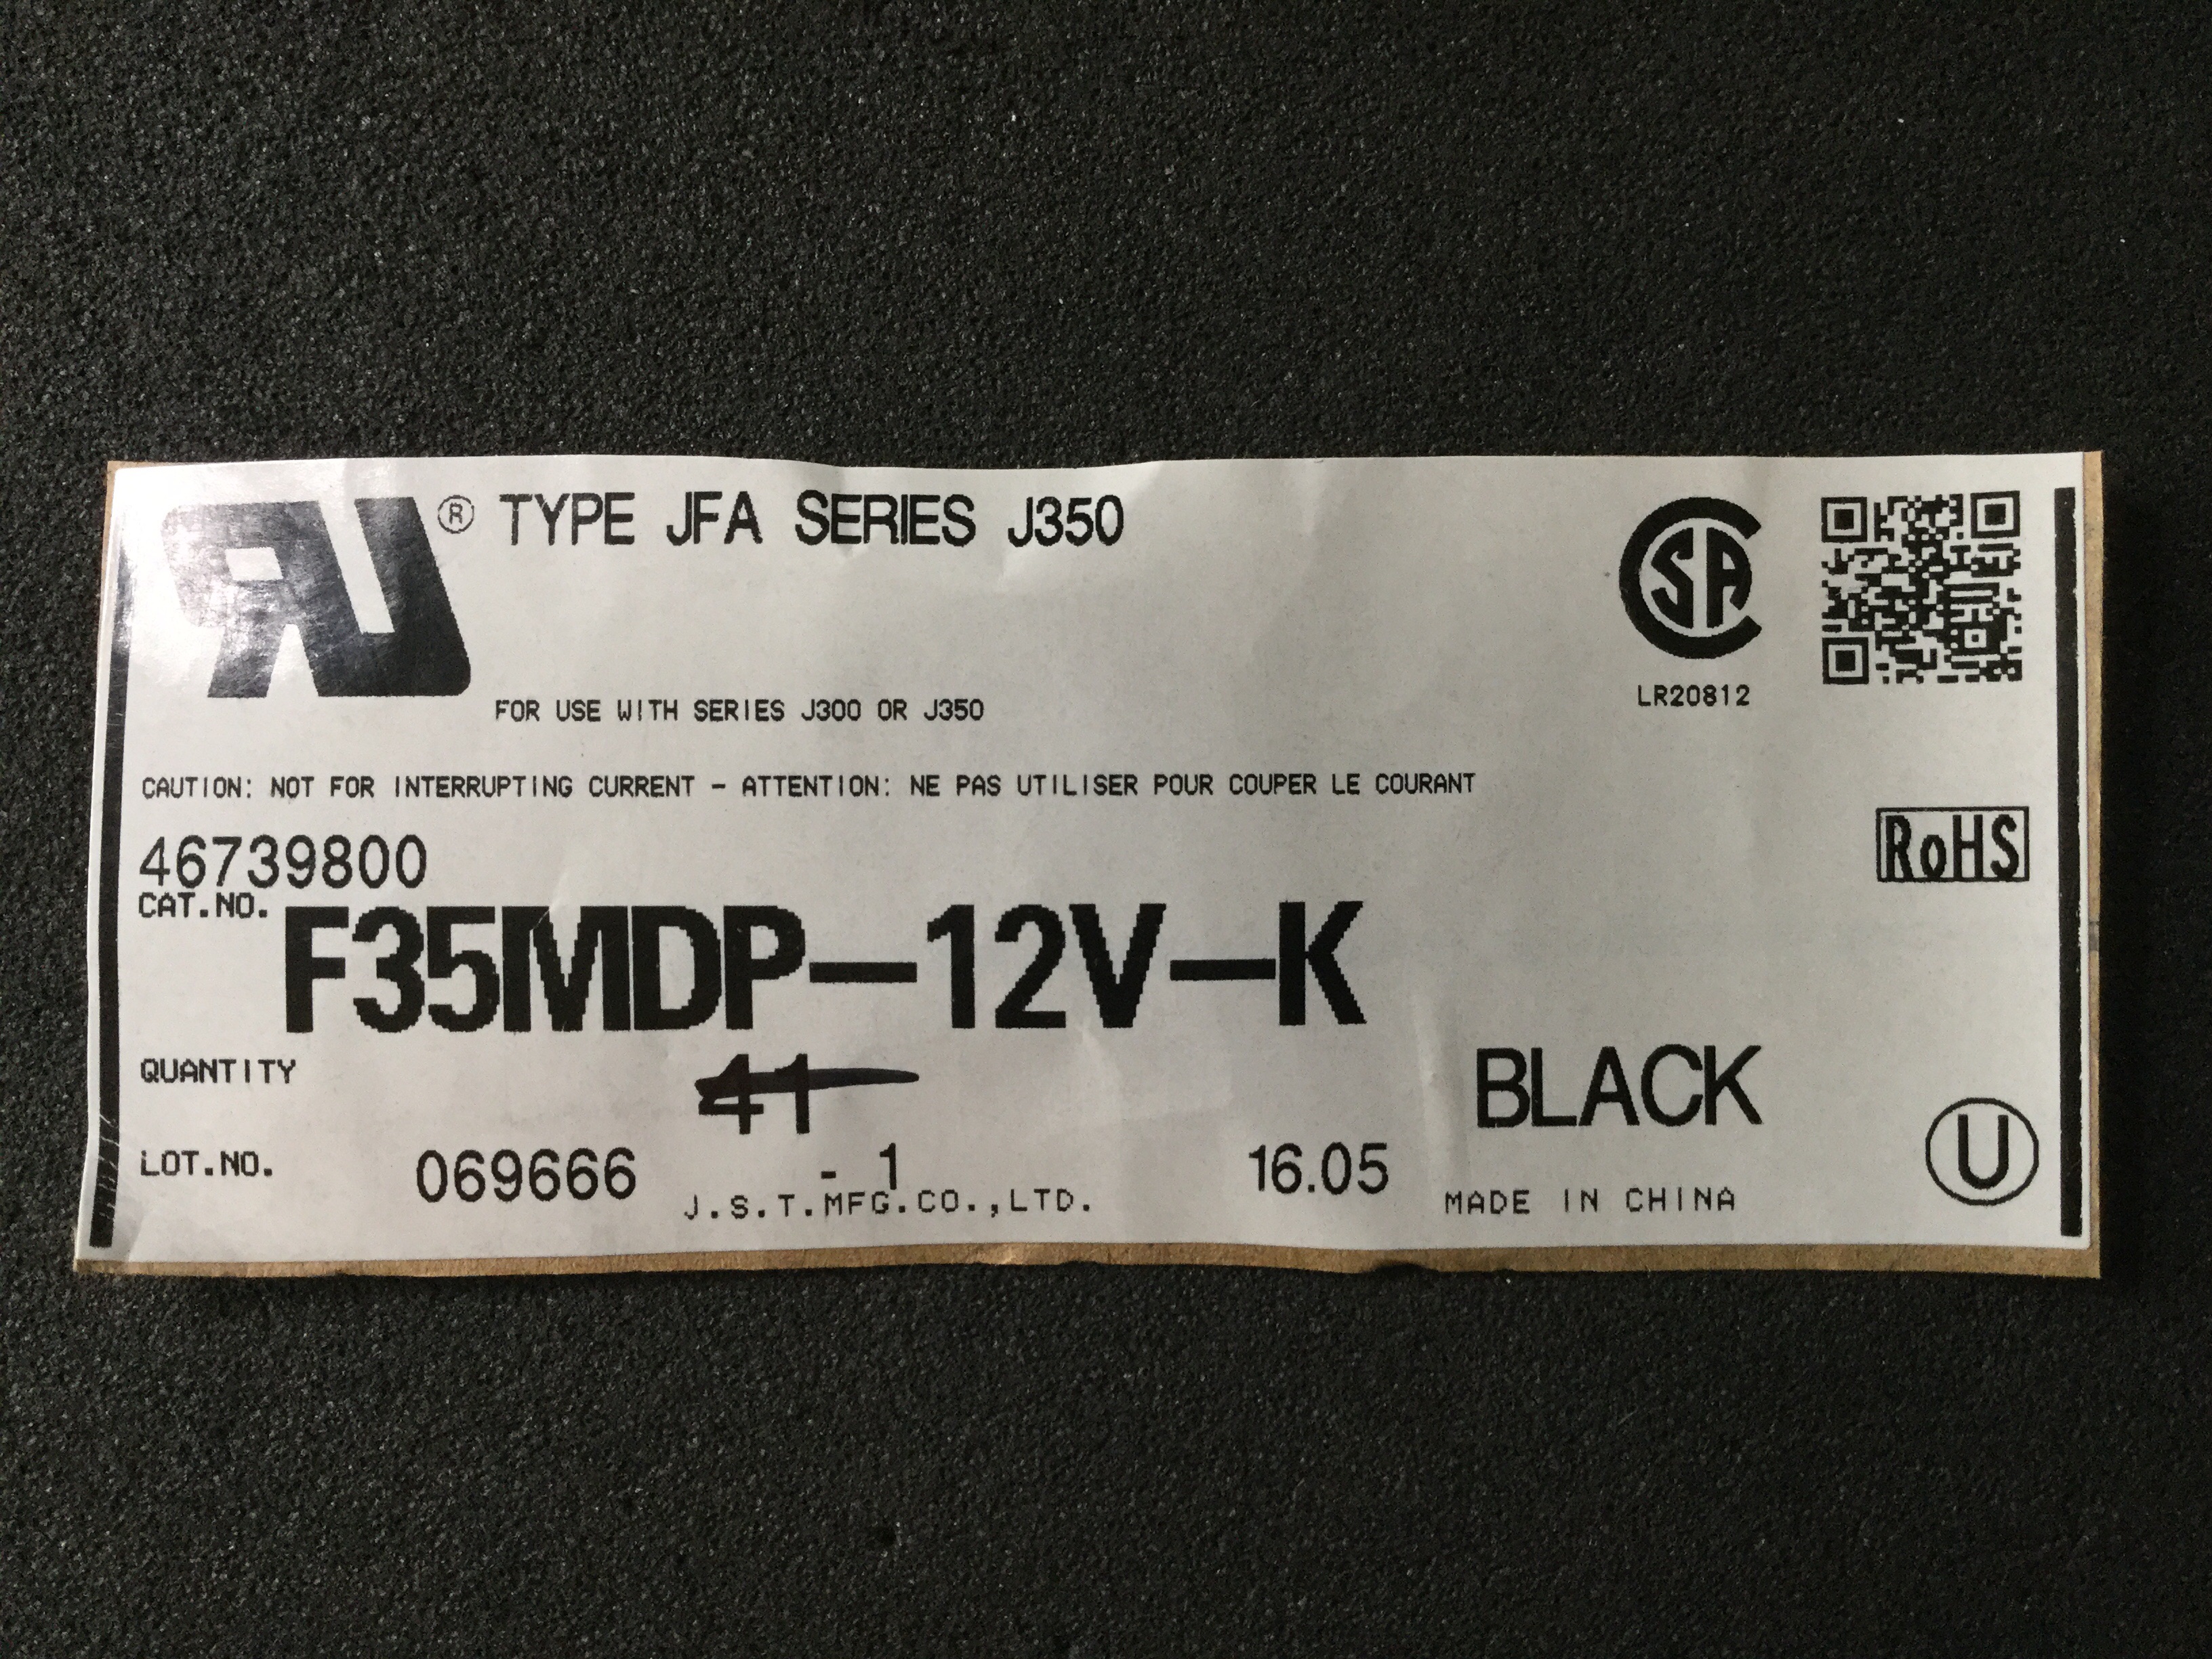 RU ® TYPE JFA SERIES J350
CSA
LR20812
FOR USE WITH SERIES J300 OR J350
CAUTION: NOT FOR INTERRUPTING CURRENT - ATTENTION: NE PAS UTILISER POUR COUPER LE COURANT
46739800
RoHS
CAT.NO. F35MDP-12V-K
QUANTITY 41 BLACK
LOT.NO. 069666 - 1 16.05
J.S.T.MFG.CO.,LTD. MADE IN CHINA
U